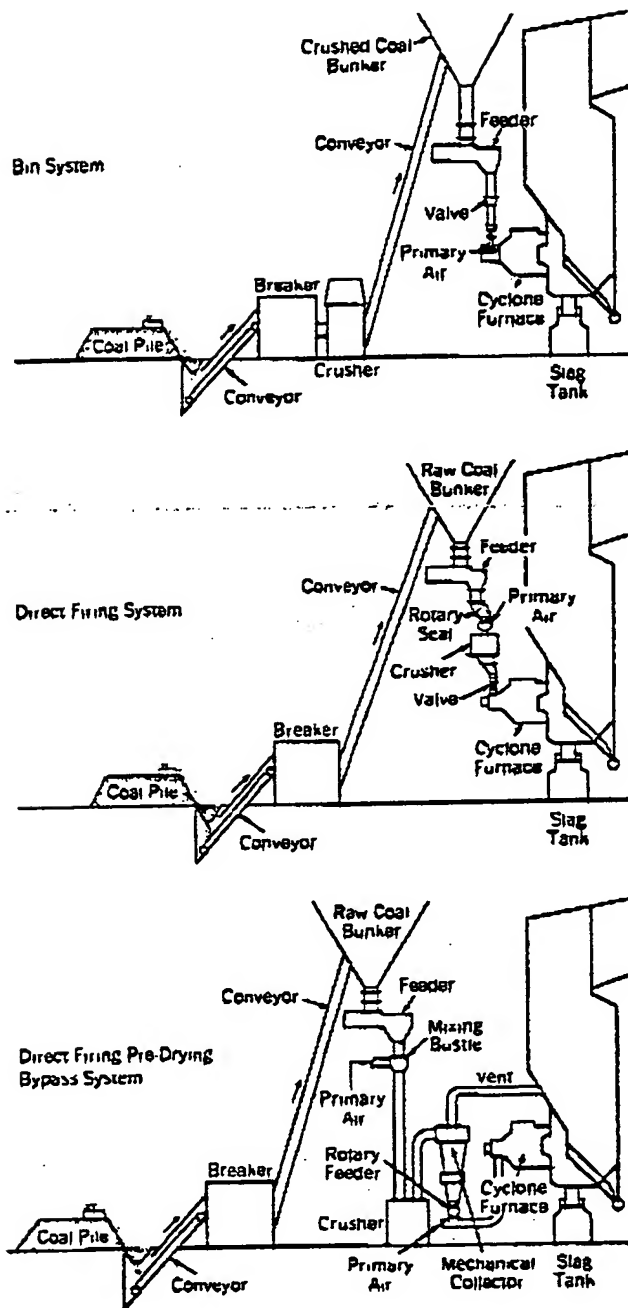 Crushed Coal
Bunker
Feeder
Conveyor
Bin System
Valve
Primary
Air
Breaker
Cyclone
Furnace
Coal Pile
Crusher
Slag
Tank
Conveyor
Raw Coal
Bunker
Feeder
Conveyor
Primary
Air
Direct Firing System
Rotary
Seal
Crusher
Valve
Breaker
Cyclone
Furnace
Coal Pile
Conveyor
Slag
Tank
Raw Coal
Bunker
Conveyor
Feeder
Mixing
Bustle
Direct Firing Pre-Drying
Bypass System
vent
Primary
Air
Breaker
Rotary
Feeder
Cyclone
Furnace
Coal Pile
Crusher
Conveyor
Primary
Air
Mechanical
Collector
Slag
Tank